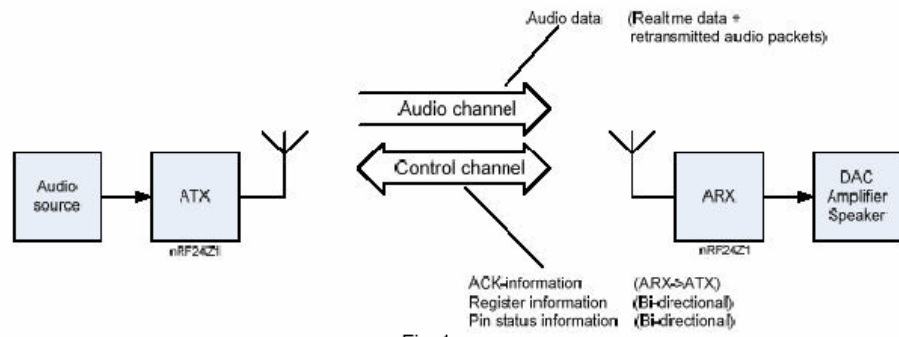 Audio data (Realtme data +
retransmitted audio packets)
Audio channel
Control channel
Audio
source
ATX
nRF24Z1
ARX
nRF24Z1
DAC
Amplifier
Speaker
ACK-information (ARX->ATX)
Register information (Bi-directional)
Pin status information (Bi-directional)